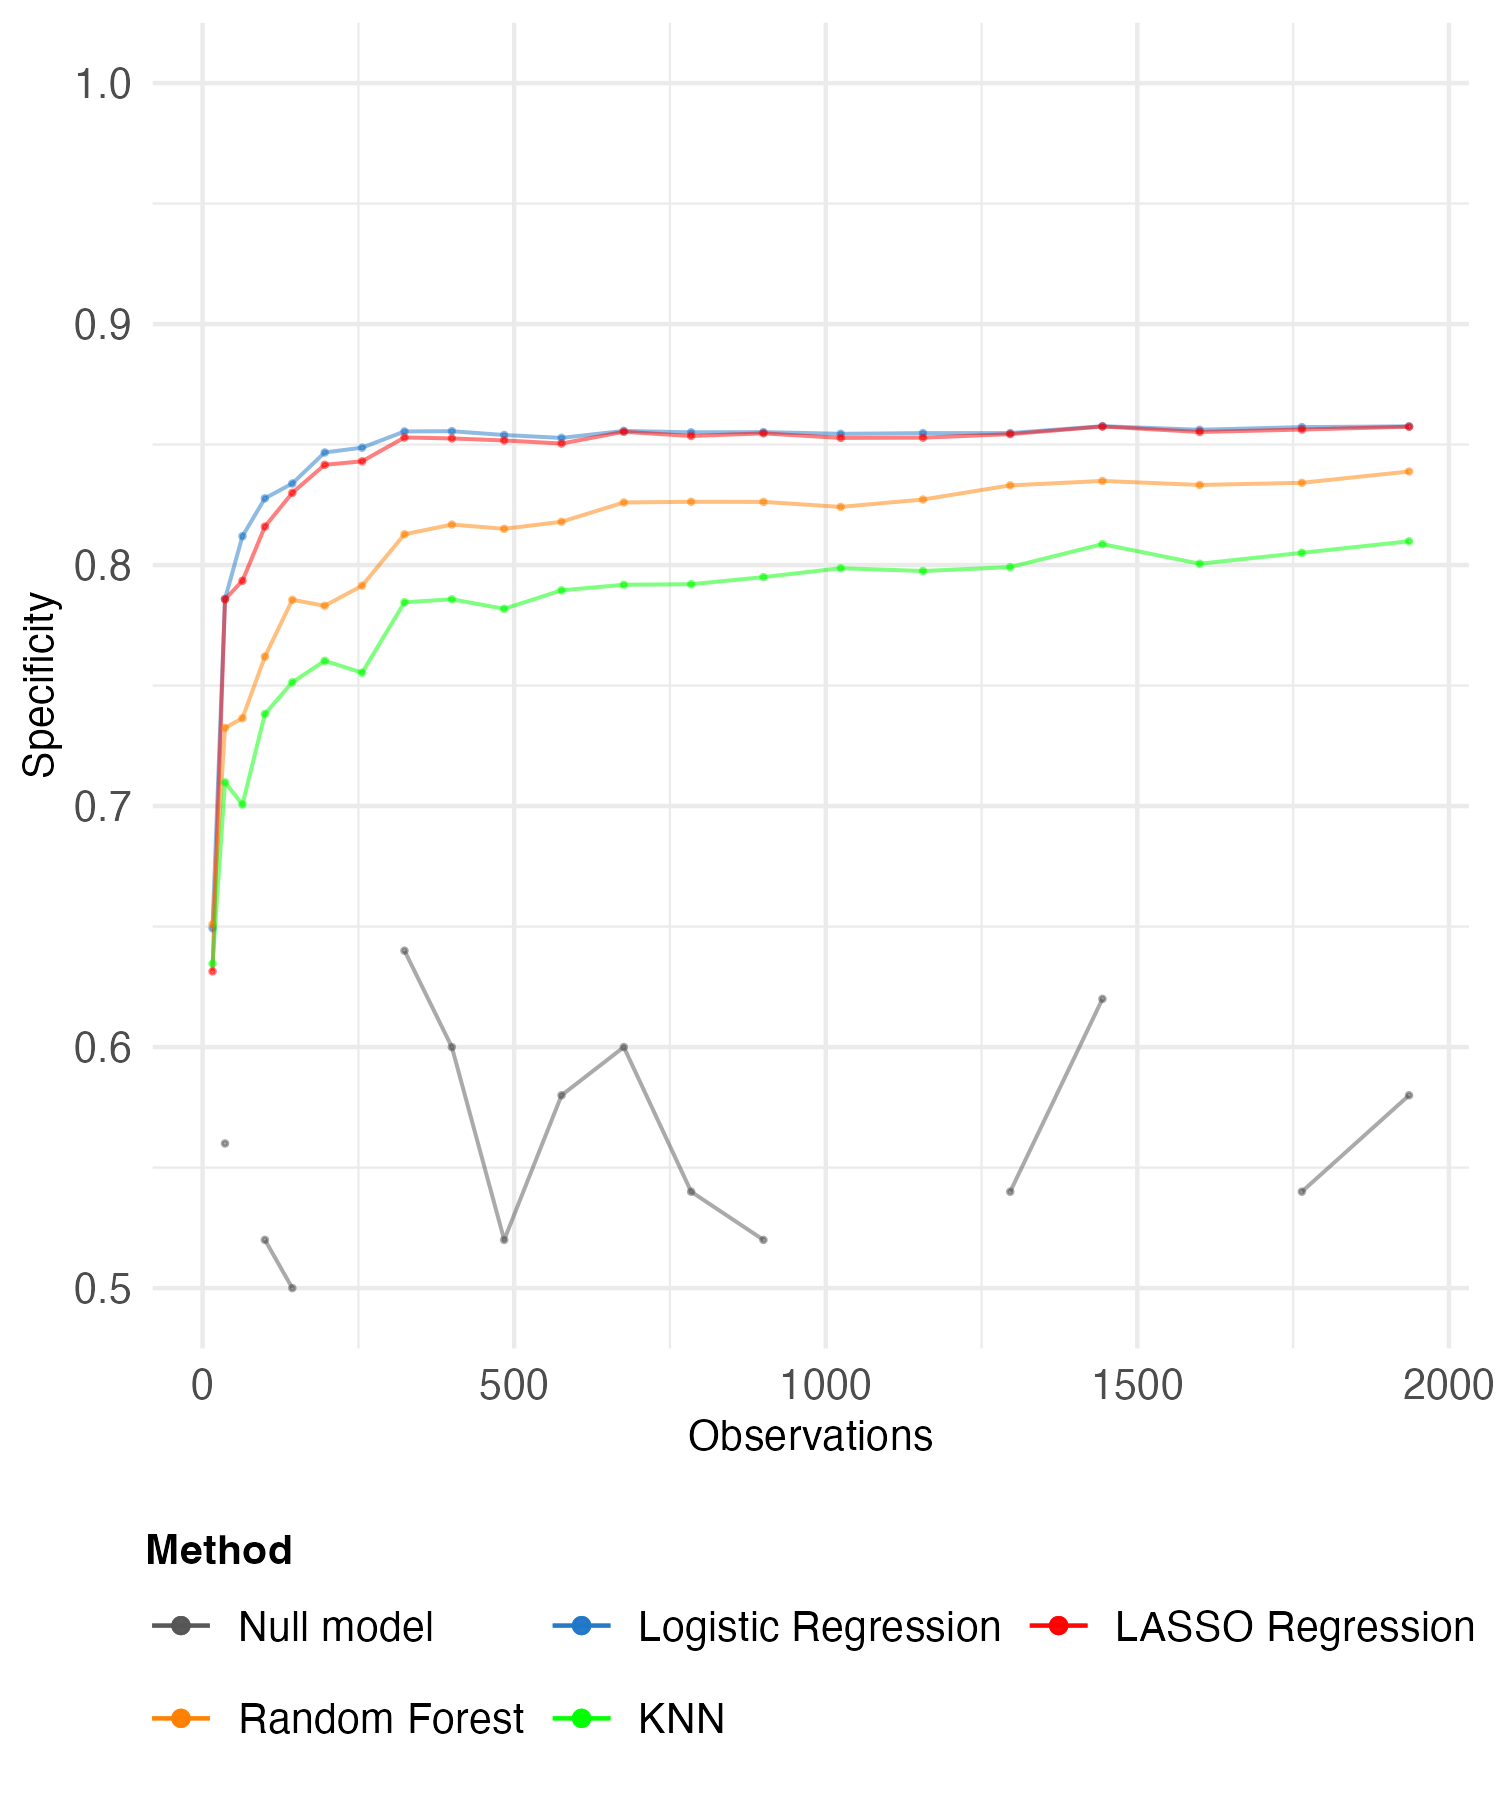 1.0
0.9
0.8
0.7
0.6
0.5
Specificity
0 500 1000 1500 2000
Observations
Method
Null model Logistic Regression LASSO Regression
Random Forest KNN